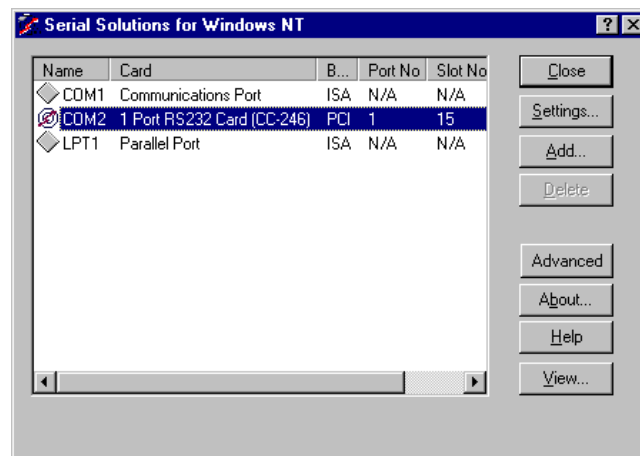 Serial Solutions for Windows NT
Name Card B... Port No Slot No
COM1 Communications Port ISA N/A N/A
COM2 1 Port RS232 Card (CC-246) PCI 1 15
LPT1 Parallel Port ISA N/A N/A
Close
Settings...
Add...
Delete
Advanced
About...
Help
View...